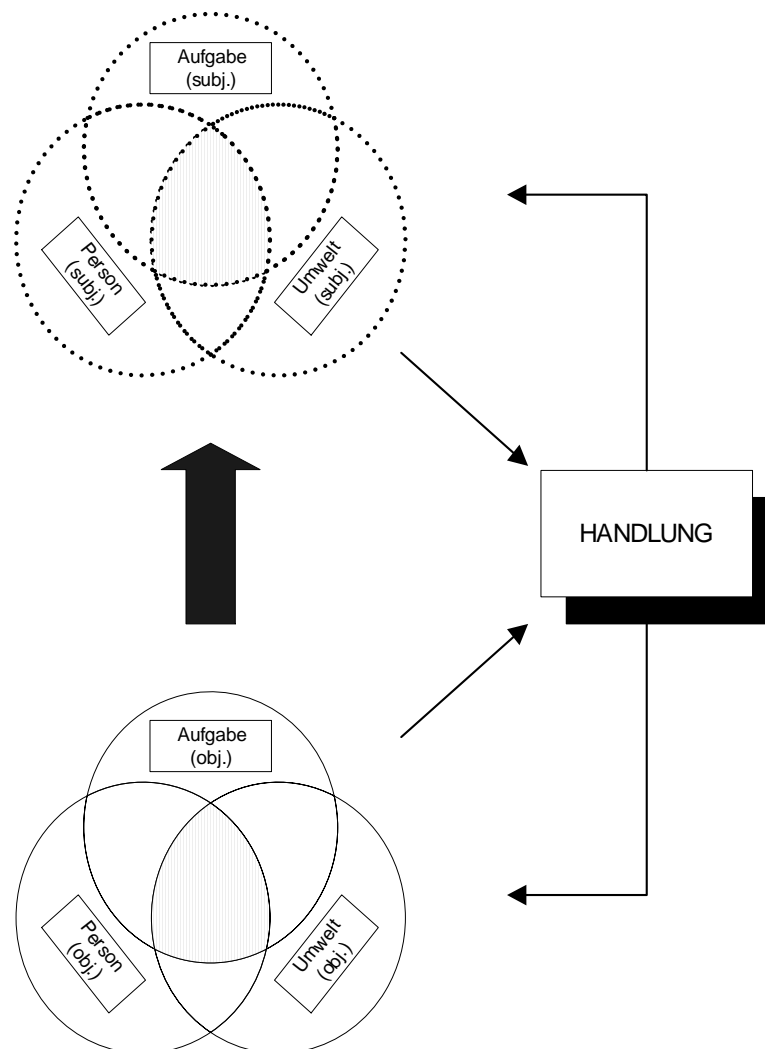 Aufgabe
(subj.)
Person
(subj.)
Umwelt
(subj.)
HANDLUNG
Aufgabe
(obj.)
Person
(obj.)
Umwelt
(obj.)